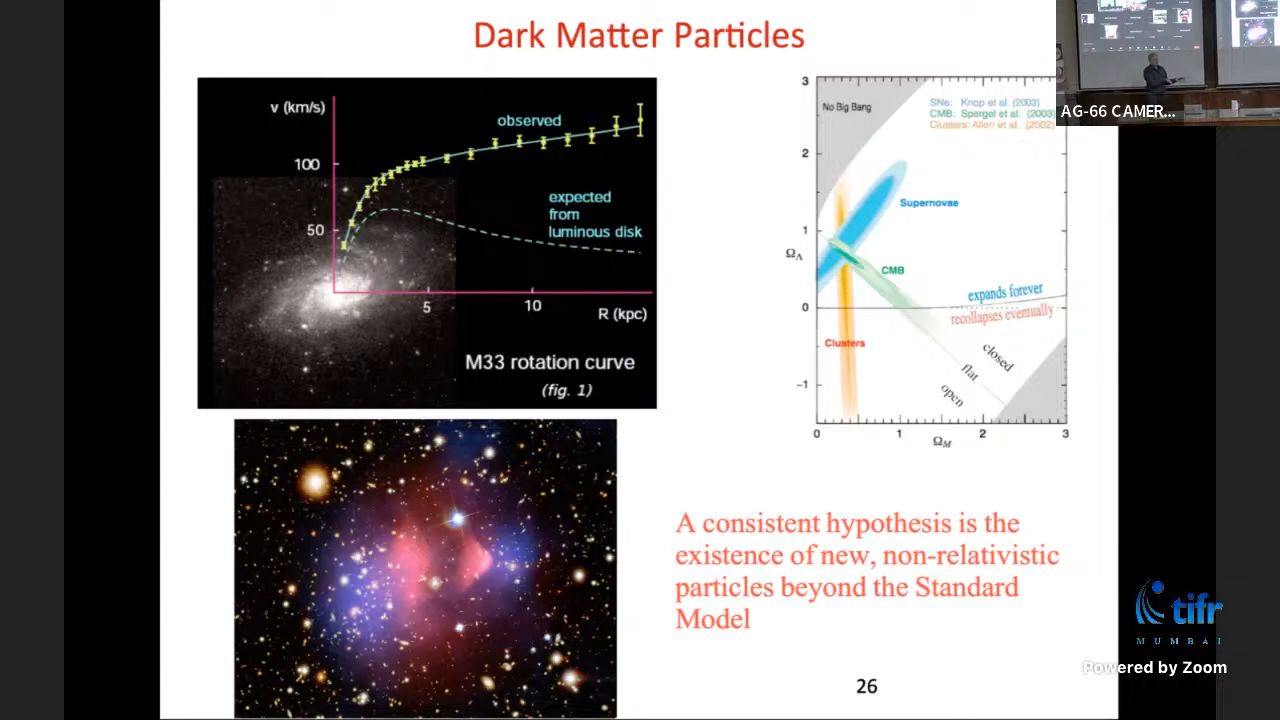 Dark Matter Particles
v (km/s)
observed
100
expected
from
luminous disk
50
5
10
R (kpc)
M33 rotation curve
(fig. 1)
3
No Big Bang
SNe: Knop et al. (2003)
CMB: Spergel et al. (2003)
Clusters: Allen et al. (2002)
2
Supernovae
1
Ω_Λ
CMB
expands forever
0
recollapses eventually
Clusters
closed
flat
-1
open
0
1
2
3
Ω_M
A consistent hypothesis is the
existence of new, non-relativistic
particles beyond the Standard
Model
26
AG-66 CAMER...
tifr
MUMBAI
Powered by Zoom